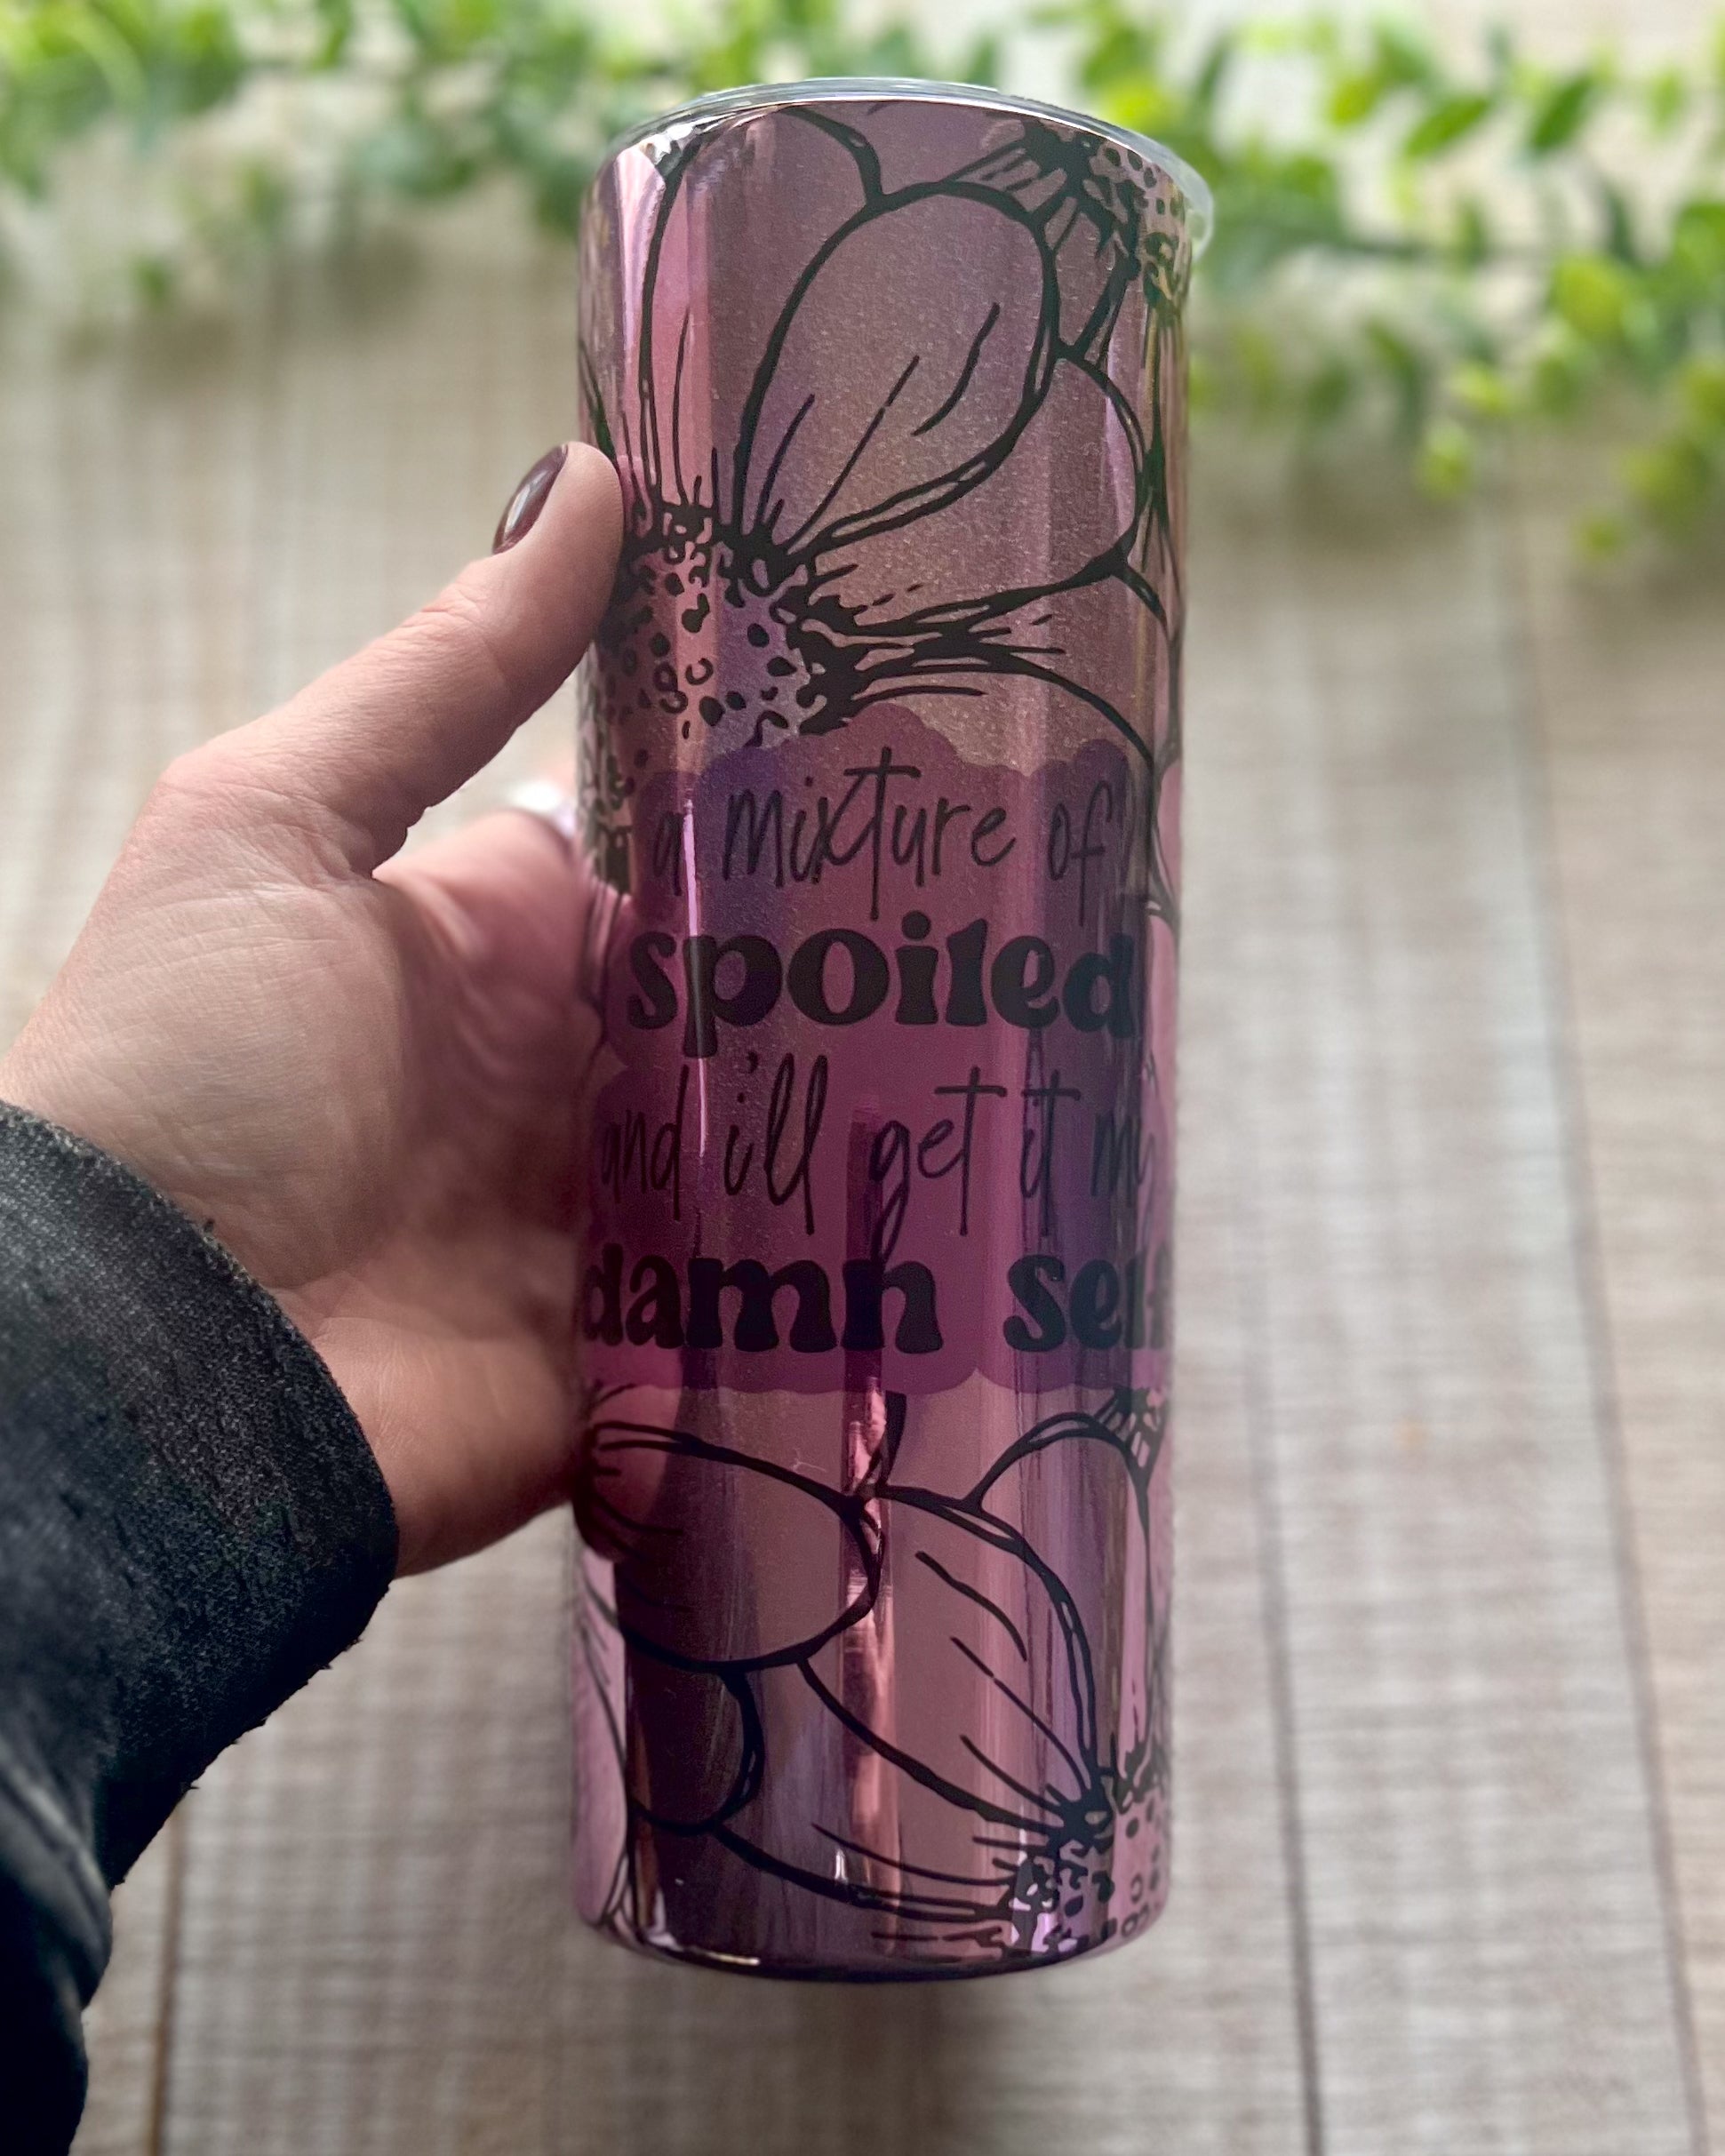 a mixture of
spoiled
and i'll get it my
damn self